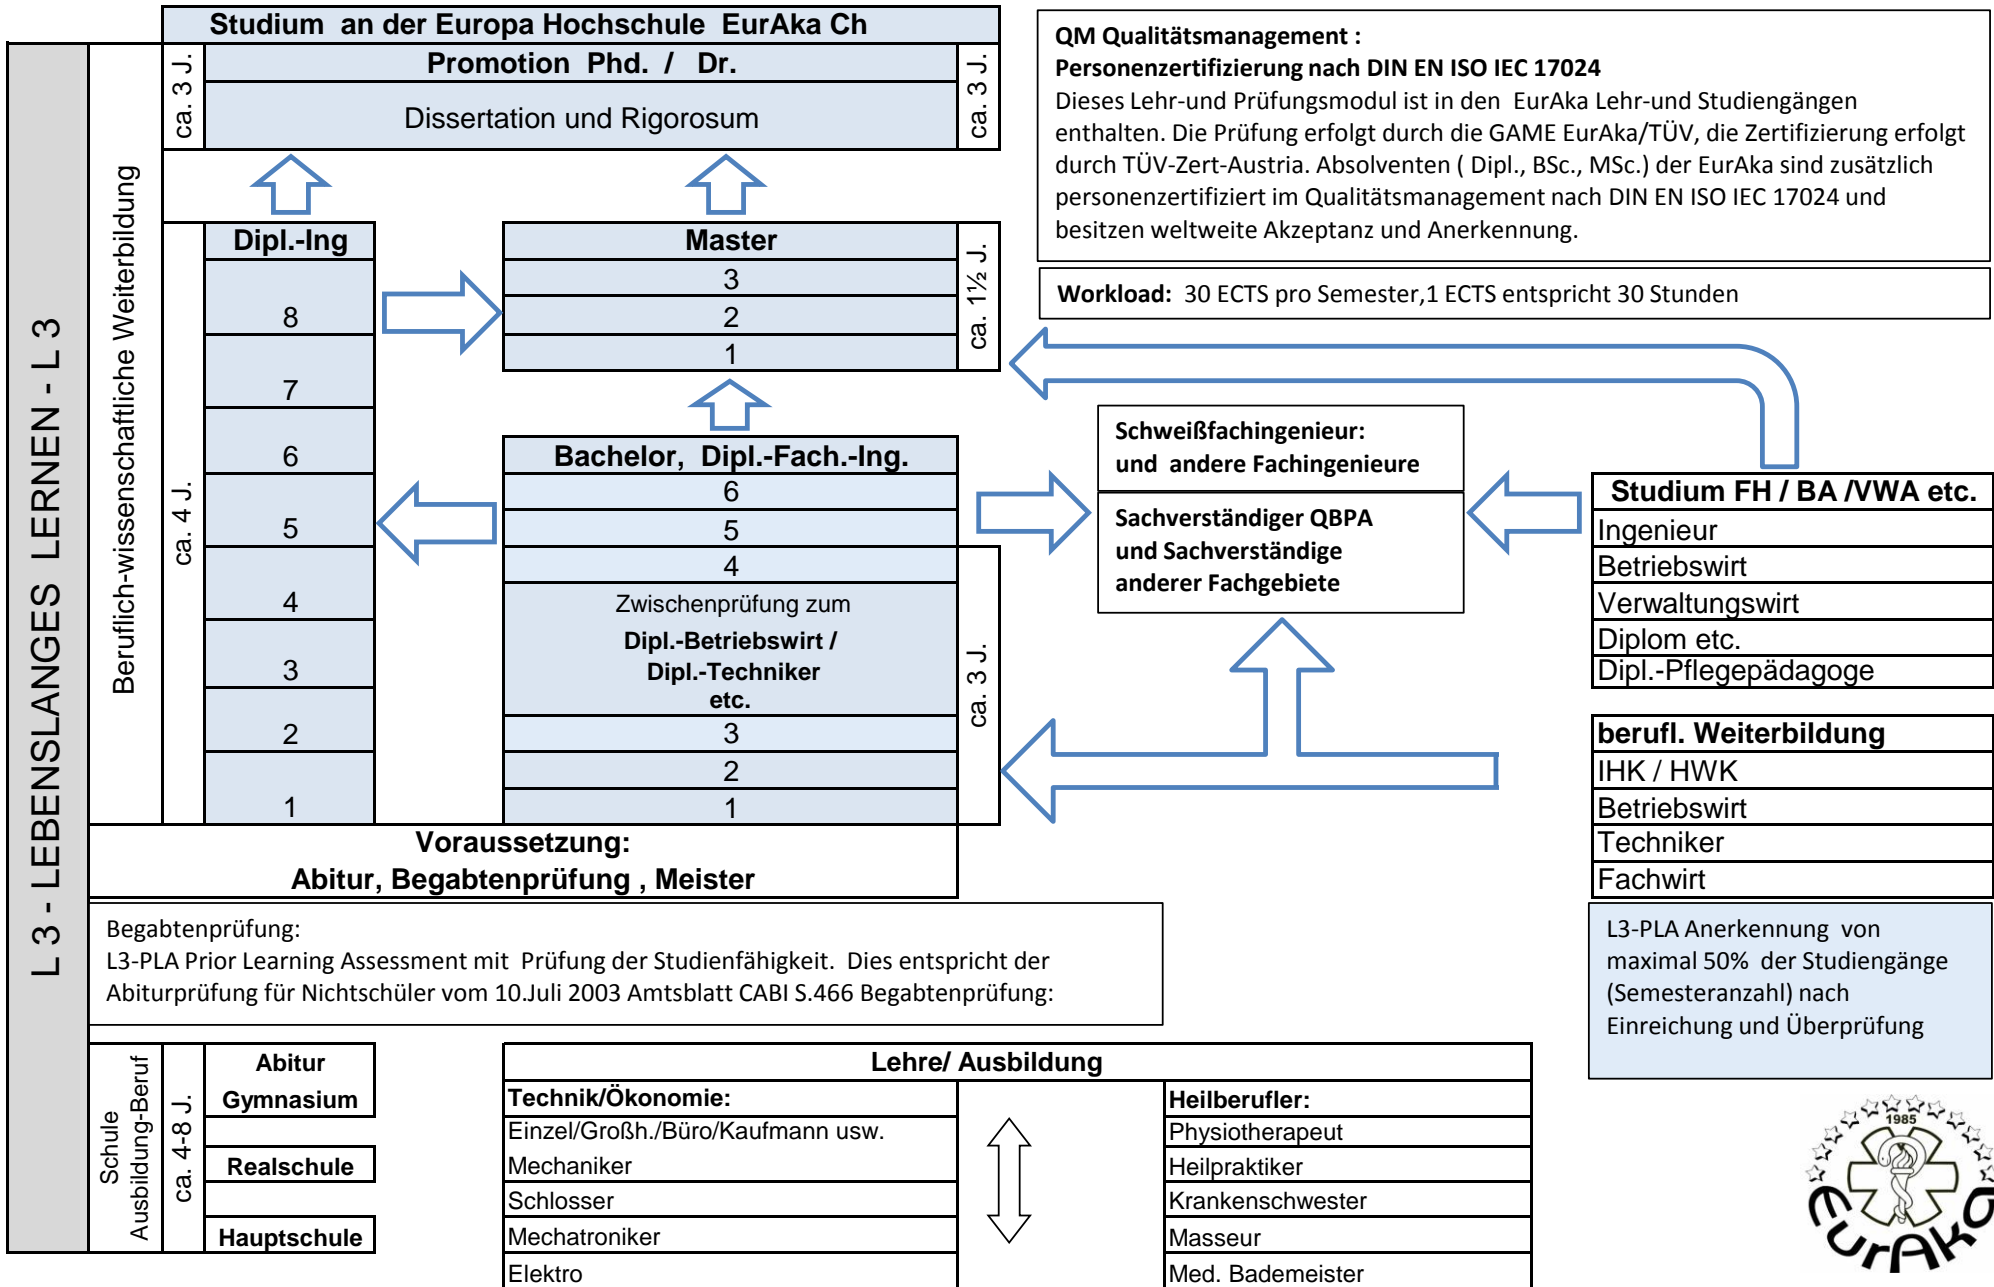 Studium an der Europa Hochschule EurAka Ch
Promotion Phd. / Dr.
Dissertation und Rigorosum
ca. 3 J.
ca. 3 J.
L 3 - LEBENSLANGES LERNEN - L 3
Beruflich-wissenschaftliche Weiterbildung
ca. 4 J.
Dipl.-Ing
8
7
6
5
4
3
2
1
Master
3
2
1
ca. 1½ J.
Bachelor, Dipl.-Fach.-Ing.
6
5
4
Zwischenprüfung zum
Dipl.-Betriebswirt /
Dipl.-Techniker
etc.
3
2
1
ca. 3 J.
Voraussetzung:
Abitur, Begabtenprüfung , Meister
QM Qualitätsmanagement :
Personenzertifizierung nach DIN EN ISO IEC 17024
Dieses Lehr-und Prüfungsmodul ist in den EurAka Lehr-und Studiengängen
enthalten. Die Prüfung erfolgt durch die GAME EurAka/TÜV, die Zertifizierung erfolgt
durch TÜV-Zert-Austria. Absolventen ( Dipl., BSc., MSc.) der EurAka sind zusätzlich
personenzertifiziert im Qualitätsmanagement nach DIN EN ISO IEC 17024 und
besitzen weltweite Akzeptanz und Anerkennung.
Workload: 30 ECTS pro Semester,1 ECTS entspricht 30 Stunden
Schweißfachingenieur:
und andere Fachingenieure
Sachverständiger QBPA
und Sachverständige
anderer Fachgebiete
Studium FH / BA /VWA etc.
Ingenieur
Betriebswirt
Verwaltungswirt
Diplom etc.
Dipl.-Pflegepädagoge
berufl. Weiterbildung
IHK / HWK
Betriebswirt
Techniker
Fachwirt
L3-PLA Anerkennung von
maximal 50% der Studiengänge
(Semesteranzahl) nach
Einreichung und Überprüfung
Begabtenprüfung:
L3-PLA Prior Learning Assessment mit Prüfung der Studienfähigkeit. Dies entspricht der
Abiturprüfung für Nichtschüler vom 10.Juli 2003 Amtsblatt CABI S.466 Begabtenprüfung:
Schule
Ausbildung-Beruf
ca. 4-8 J.
Abitur
Gymnasium
Realschule
Hauptschule
Lehre/ Ausbildung
Technik/Ökonomie:
Einzel/Großh./Büro/Kaufmann usw.
Mechaniker
Schlosser
Mechatroniker
Elektro
Heilberufler:
Physiotherapeut
Heilpraktiker
Krankenschwester
Masseur
Med. Bademeister
1985
EurAka